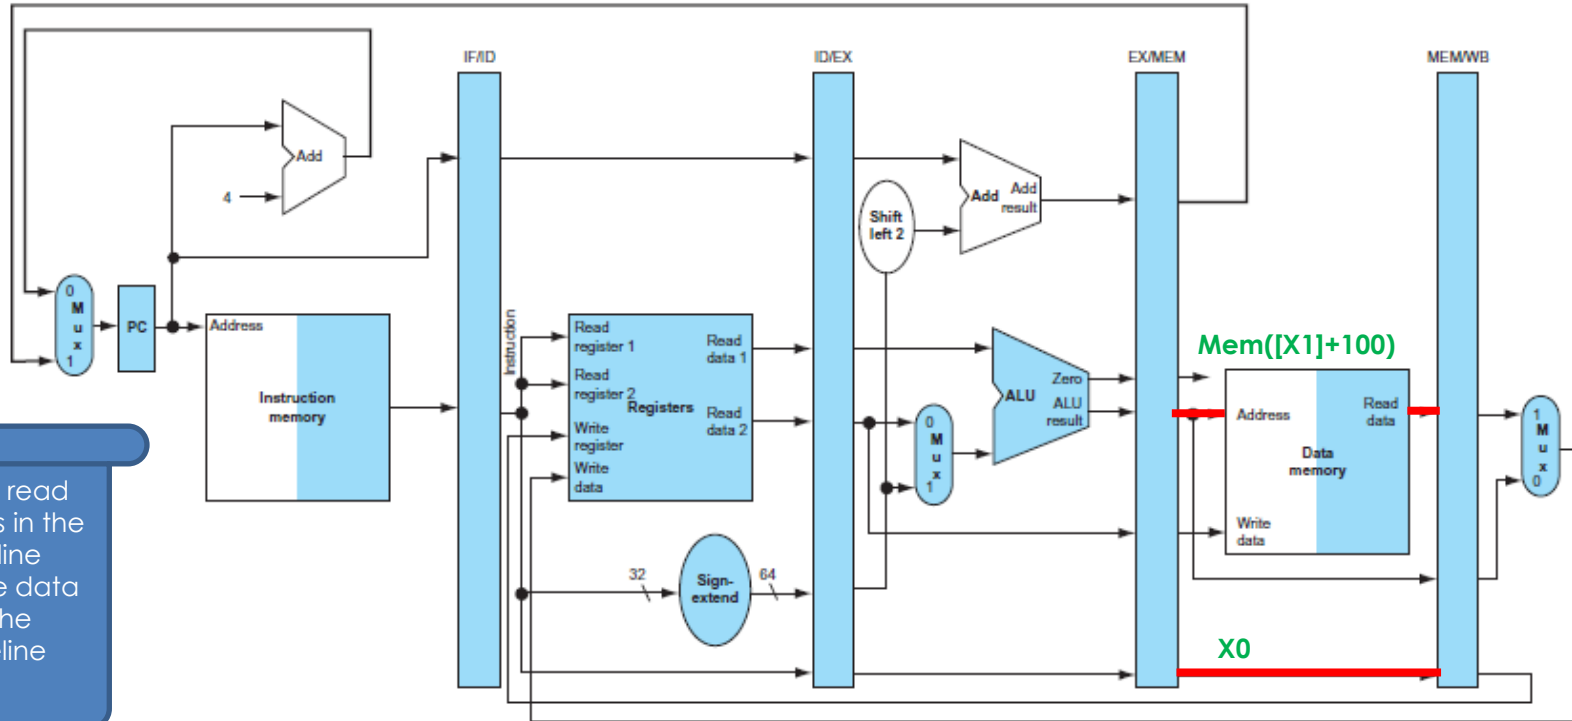 IF/ID
ID/EX
EX/MEM
MEM/WB
Add
4
Add
Add
result
Shift
left 2
0
M
u
x
1
PC
Address
Instruction
memory
Instruction
Read
register 1
Read
register 2
Write
register
Write
data
Registers
Read
data 1
Read
data 2
0
M
u
x
1
ALU
Zero
ALU
result
Mem([X1]+100)
Address
Read
data
Data
memory
Write
data
1
M
u
x
0
32
Sign-
extend
64
X0
read
s in the
line
e data
the
line